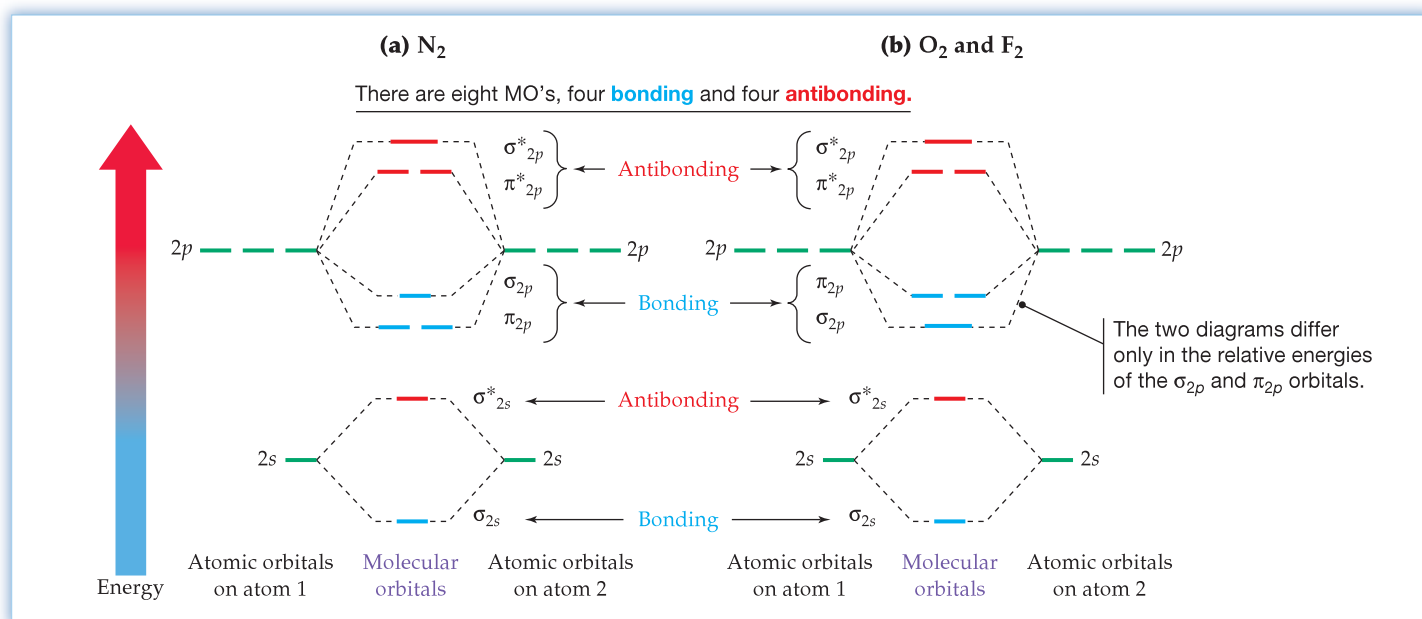 (a) N₂
(b) O₂ and F₂
There are eight MO's, four bonding and four antibonding.
σ*₂ₚ
π*₂ₚ
Antibonding
σ*₂ₚ
π*₂ₚ
2p
2p
2p
2p
σ₂ₚ
π₂ₚ
Bonding
π₂ₚ
σ₂ₚ
The two diagrams differ
only in the relative energies
of the σ₂ₚ and π₂ₚ orbitals.
σ*₂ₛ
Antibonding
σ*₂ₛ
2s
2s
2s
2s
σ₂ₛ
Bonding
σ₂ₛ
Energy
Atomic orbitals
on atom 1
Molecular
orbitals
Atomic orbitals
on atom 2
Atomic orbitals
on atom 1
Molecular
orbitals
Atomic orbitals
on atom 2